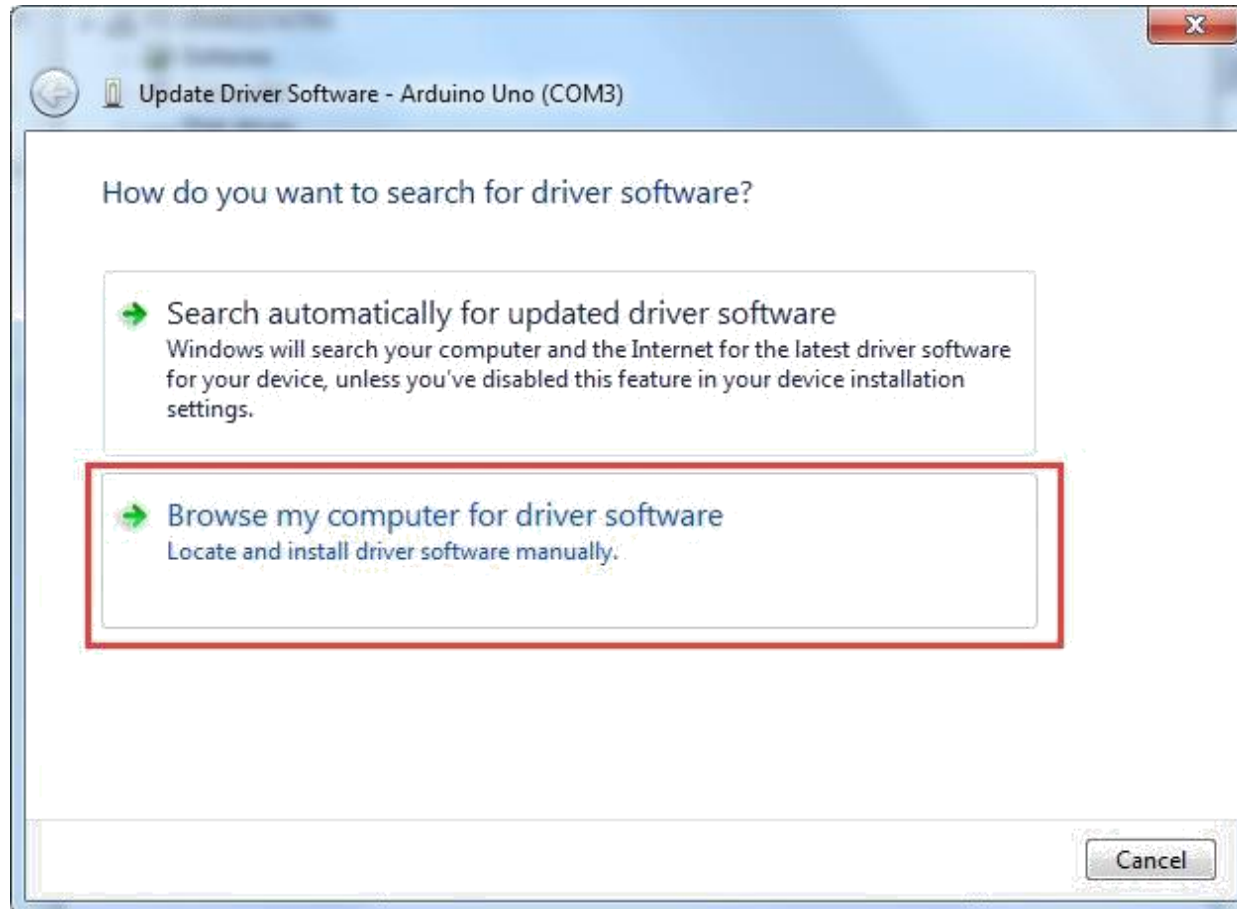 Update Driver Software - Arduino Uno (COM3)
How do you want to search for driver software?
Search automatically for updated driver software
Windows will search your computer and the Internet for the latest driver software
for your device, unless you've disabled this feature in your device installation
settings.
Browse my computer for driver software
Locate and install driver software manually.
Cancel